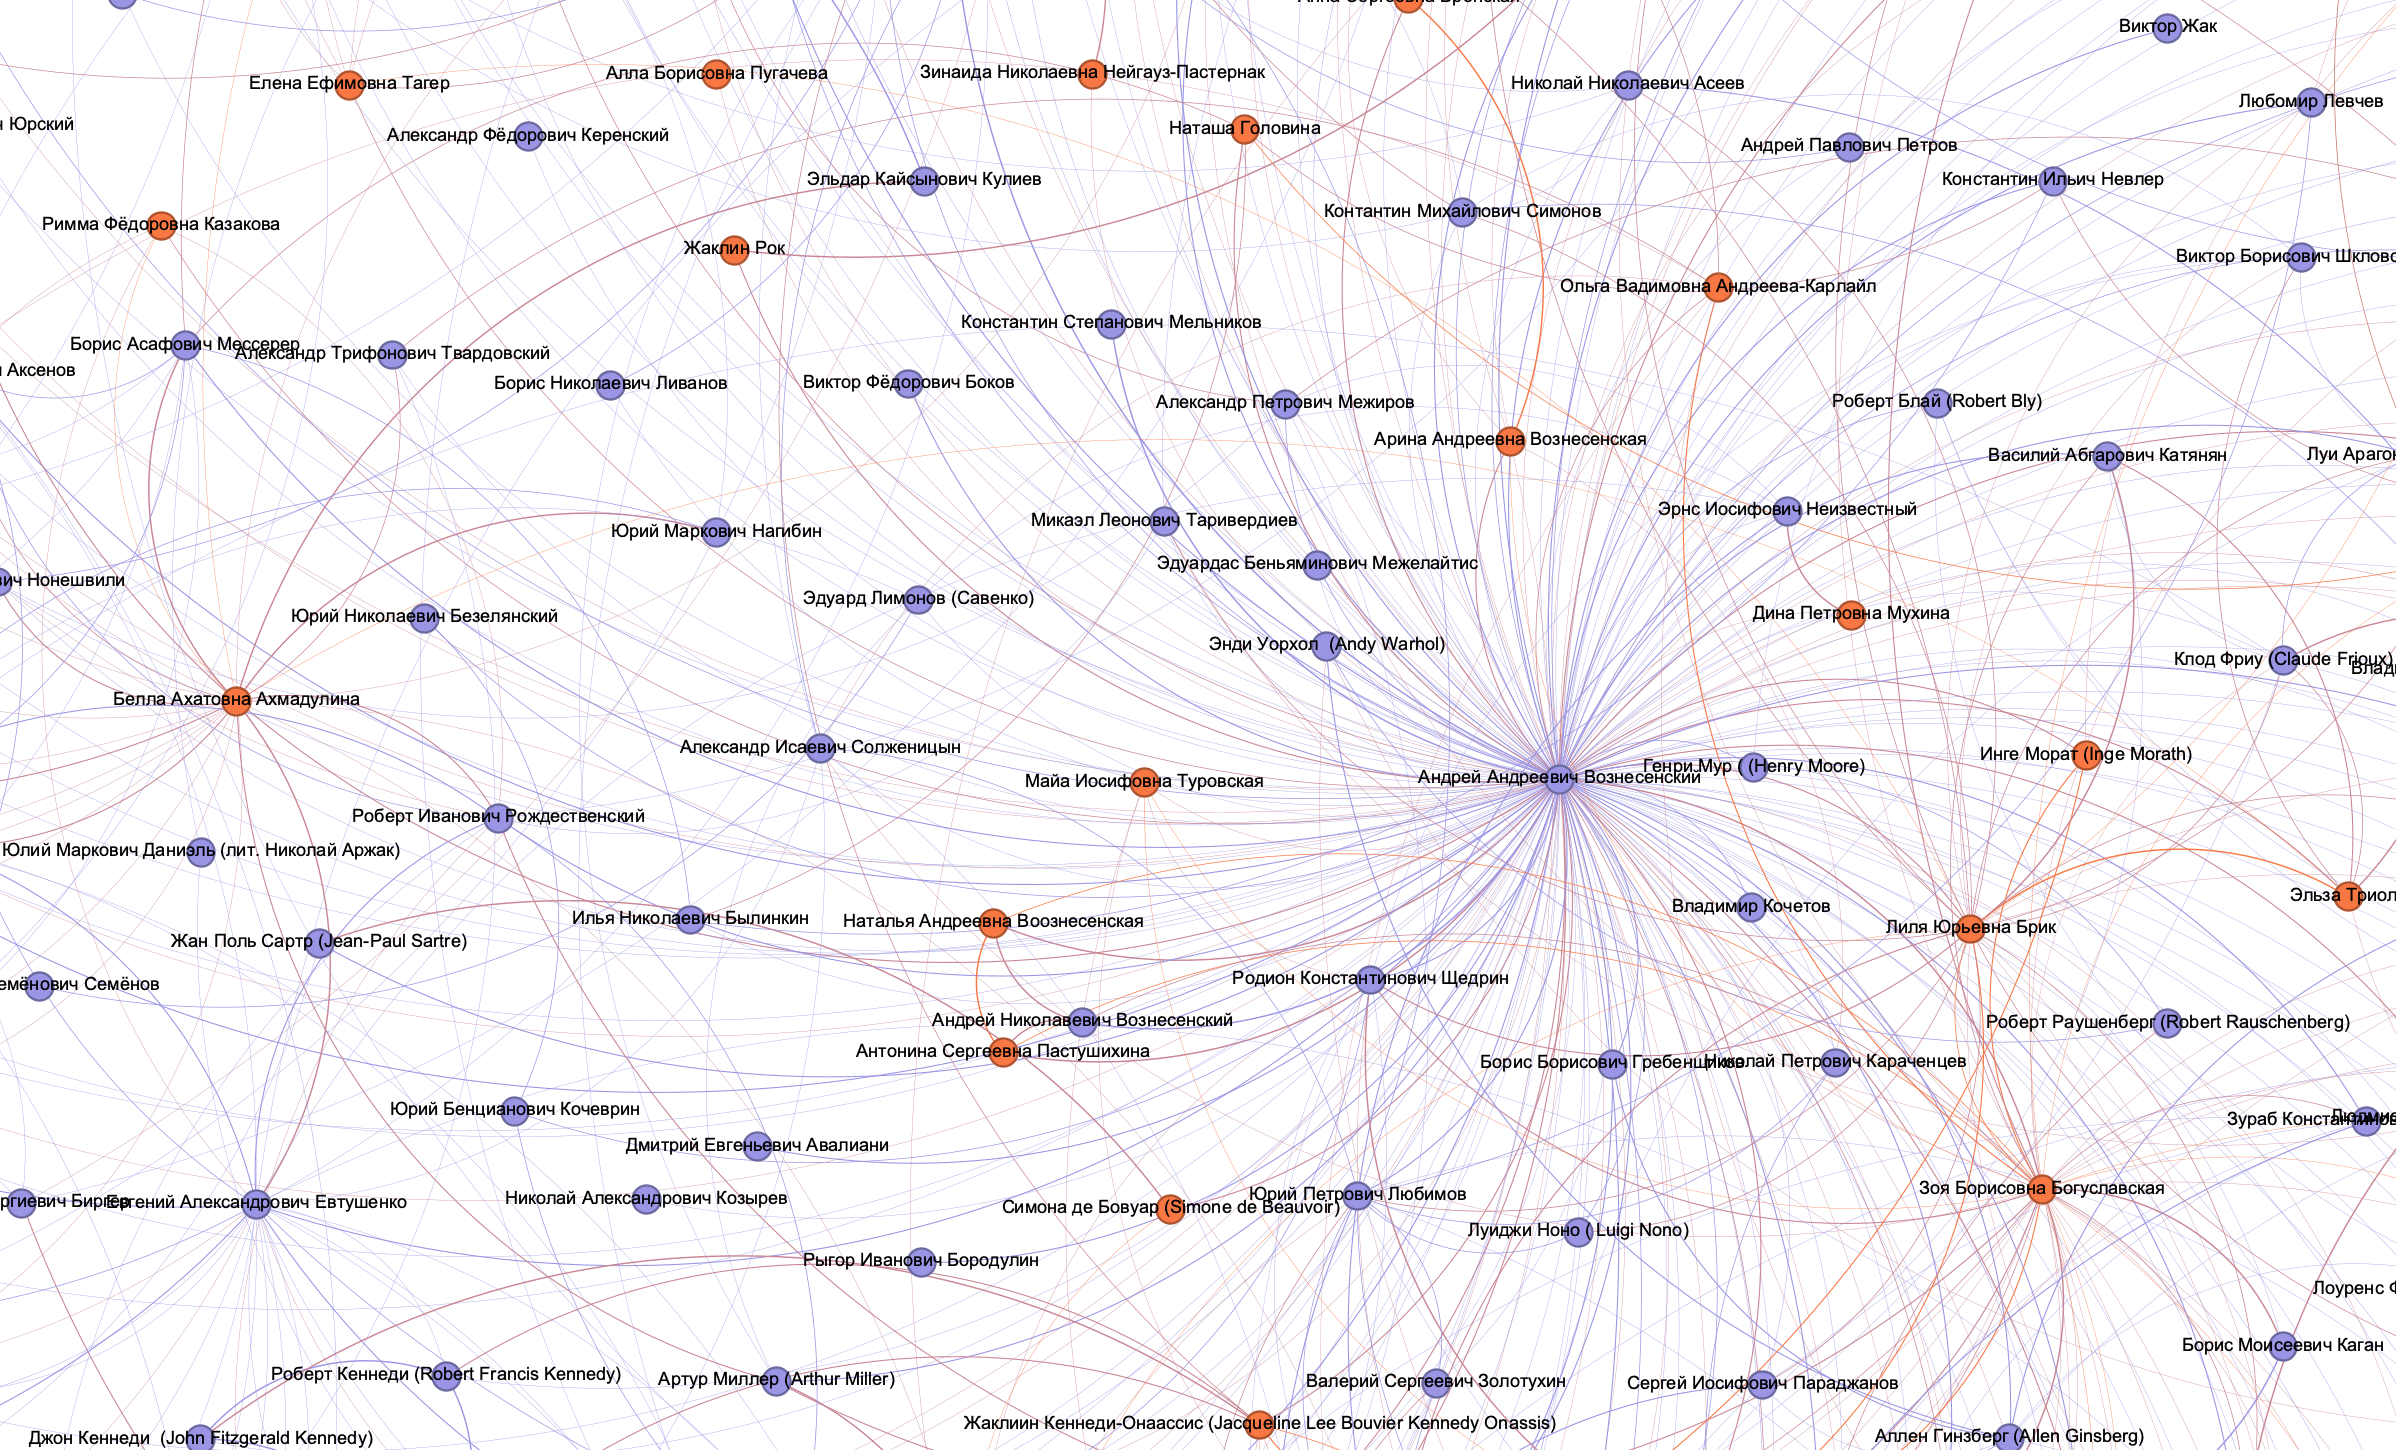 Виктор Жак
Алла Борисовна Пугачева
Зинаида Николаевна Нейгауз-Пастернак
Елена Ефимовна Тагер
Николай Николаевич Асеев
Любомир Левчев
Юрский
Александр Фёдорович Керенский
Наташа Головина
Андрей Павлович Петров
Эльдар Кайсынович Кулиев
Константин Ильич Невлер
Контантин Михайлович Симонов
Римма Фёдоровна Казакова
Жаклин Рок
Виктор Борисович
Ольга Вадимовна Андреева-Карлайл
Константин Степанович Мельников
Борис Асафович Мессерер
Александр Трифонович Твардовский
Аксенов
Борис Николаевич Ливанов
Виктор Фёдорович Боков
Александр Петрович Межиров
Роберт Блай (Robert Bly)
Арина Андреевна Вознесенская
Василий Абгарович Катянян
Луи
Эрнс Иосифович Неизвестный
Микаэл Леонович Таривердиев
Юрий Маркович Нагибин
Эдуардас Беньяминович Межелайтис
Нонешвили
Эдуард Лимонов (Савенко)
Юрий Николаевич Безелянский
Дина Петровна Мухина
Энди Уорхол (Andy Warhol)
Клод Фриу (Claude Frioux)
Белла Ахатовна Ахмадулина
Александр Исаевич Солженицын
Инге Морат (Inge Morath)
Генри Мур ( (Henry Moore)
Андрей Андреевич Вознесенский
Майа Иосифовна Туровская
Роберт Иванович Рождественский
Юлий Маркович Даниэль (лит. Николай Аржак)
Эльза
Владимир Кочетов
Илья Николаевич Былинкин
Наталья Андреевна Воознесенская
Лиля Юрьевна Брик
Жан Поль Сартр (Jean-Paul Sartre)
Родион Константинович Щедрин
Семёнов
Андрей Николавевич Вознесенский
Роберт Раушенберг (Robert Rauschenberg)
Антонина Сергеевна Пастушихина
Борис Борисович Гребенщиков
Николай Петрович Караченцев
Юрий Бенцианович Кочеврин
Зураб
Дмитрий Евгеньевич Авалиани
Зоя Борисовна Богуславская
Николай Александрович Козырев
Юрий Петрович Любимов
Евгений Александрович Евтушенко
Симона де Бовуар (Simone de Beauvoir)
Луиджи Ноно ( Luigi Nono)
Рыгор Иванович Бородулин
Лоуренс
Борис Моисеевич Каган
Роберт Кеннеди (Robert Francis Kennedy)
Артур Миллер (Arthur Miller)
Валерий Сергеевич Золотухин
Сергей Иосифович Параджанов
Жаклиин Кеннеди-Онаассис (Jacqueline Lee Bouvier Kennedy Onassis)
Джон Кеннеди (John Fitzgerald Kennedy)
Аллен Гинзберг (Allen Ginsberg)